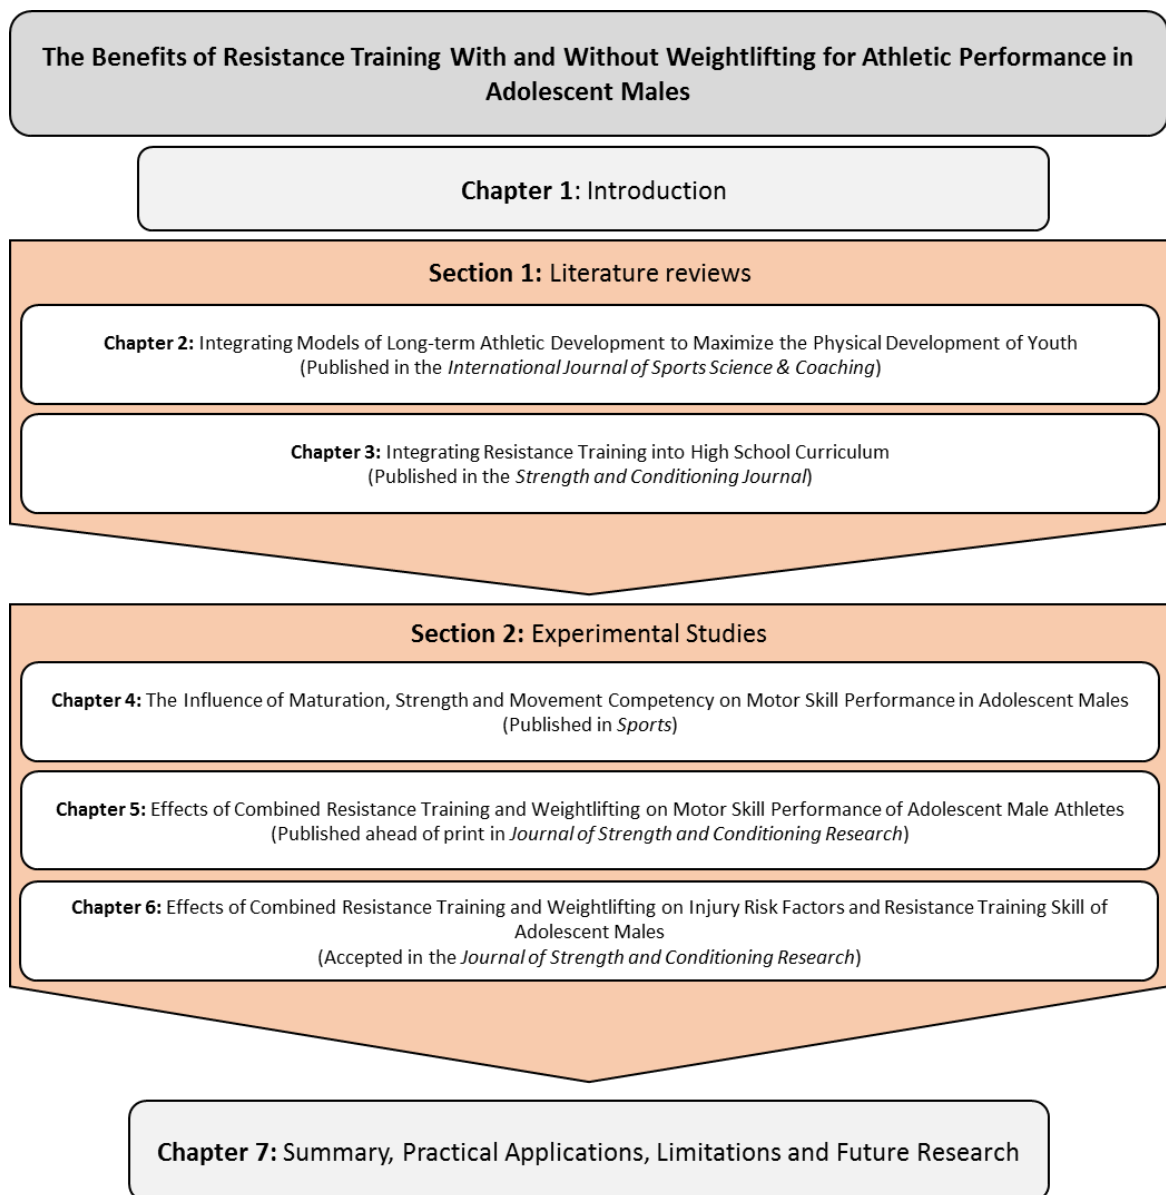 The Benefits of Resistance Training With and Without Weightlifting for Athletic Performance in
Adolescent Males
Chapter 1: Introduction
Section 1: Literature reviews
Chapter 2: Integrating Models of Long-term Athletic Development to Maximize the Physical Development of Youth
(Published in the International Journal of Sports Science & Coaching)
Chapter 3: Integrating Resistance Training into High School Curriculum
(Published in the Strength and Conditioning Journal)
Section 2: Experimental Studies
Chapter 4: The Influence of Maturation, Strength and Movement Competency on Motor Skill Performance in Adolescent Males
(Published in Sports)
Chapter 5: Effects of Combined Resistance Training and Weightlifting on Motor Skill Performance of Adolescent Male Athletes
(Published ahead of print in Journal of Strength and Conditioning Research)
Chapter 6: Effects of Combined Resistance Training and Weightlifting on Injury Risk Factors and Resistance Training Skill of
Adolescent Males
(Accepted in the Journal of Strength and Conditioning Research)
Chapter 7: Summary, Practical Applications, Limitations and Future Research